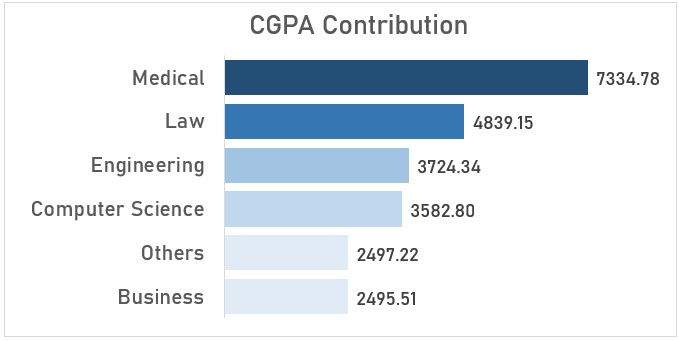 CGPA Contribution
Medical 7334.78
Law 4839.15
Engineering 3724.34
Computer Science 3582.80
Others 2497.22
Business 2495.51